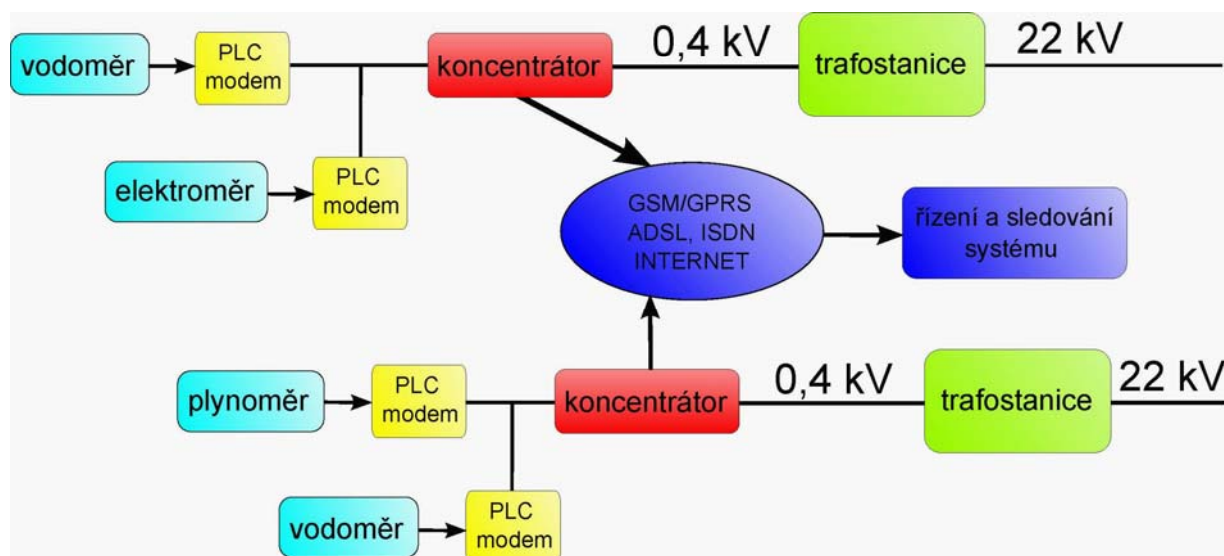 vodoměr
PLC
modem
koncentrátor
0,4 kV
trafostanice
22 kV
elektroměr
PLC
modem
GSM/GPRS
ADSL, ISDN
INTERNET
řízení a sledování
systému
plynoměr
PLC
modem
koncentrátor
0,4 kV
trafostanice
22 kV
vodoměr
PLC
modem